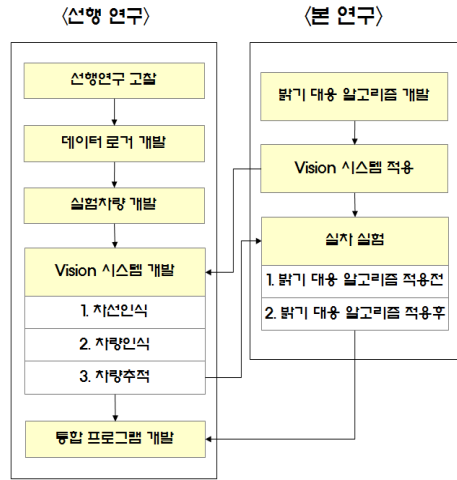 〈선행 연구〉
선행연구 고찰
데이터 로거 개발
실험차량 개발
Vision 시스템 개발
1. 차선인식
2. 차량인식
3. 차량추적
통합 프로그램 개발
〈본 연구〉
밝기 대응 알고리즘 개발
Vision 시스템 적용
실차 실험
1. 밝기 대응 알고리즘 적용전
2. 밝기 대응 알고리즘 적용후